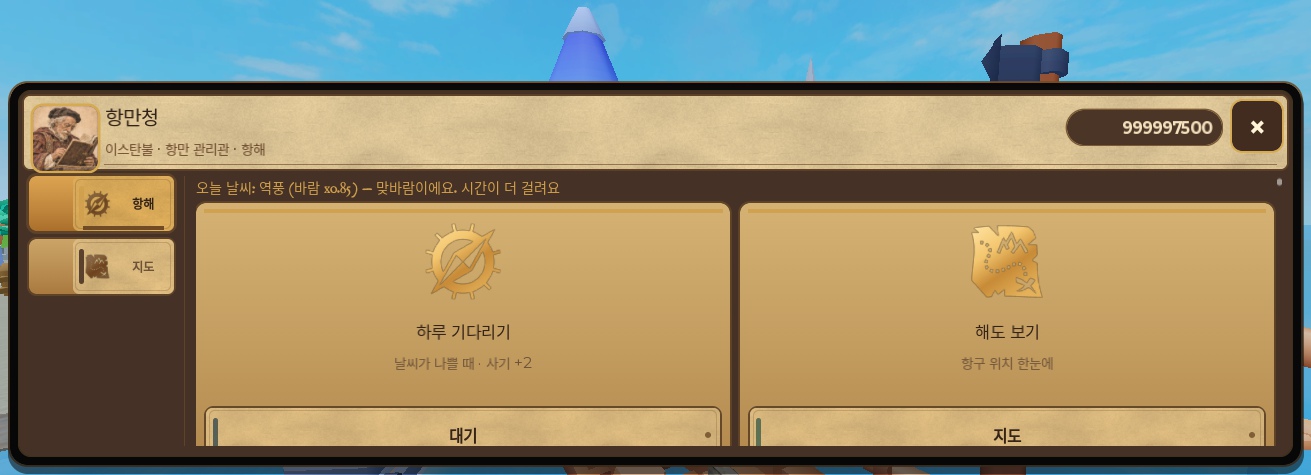 항만청
이스탄불 · 항만 관리관 · 항해
999997500
항해
지도
오늘 날씨: 역풍 (바람 x0.85) — 맞바람이에요. 시간이 더 걸려요
하루 기다리기
날씨가 나쁠 때 · 사기 +2
대기
해도 보기
항구 위치 한눈에
지도